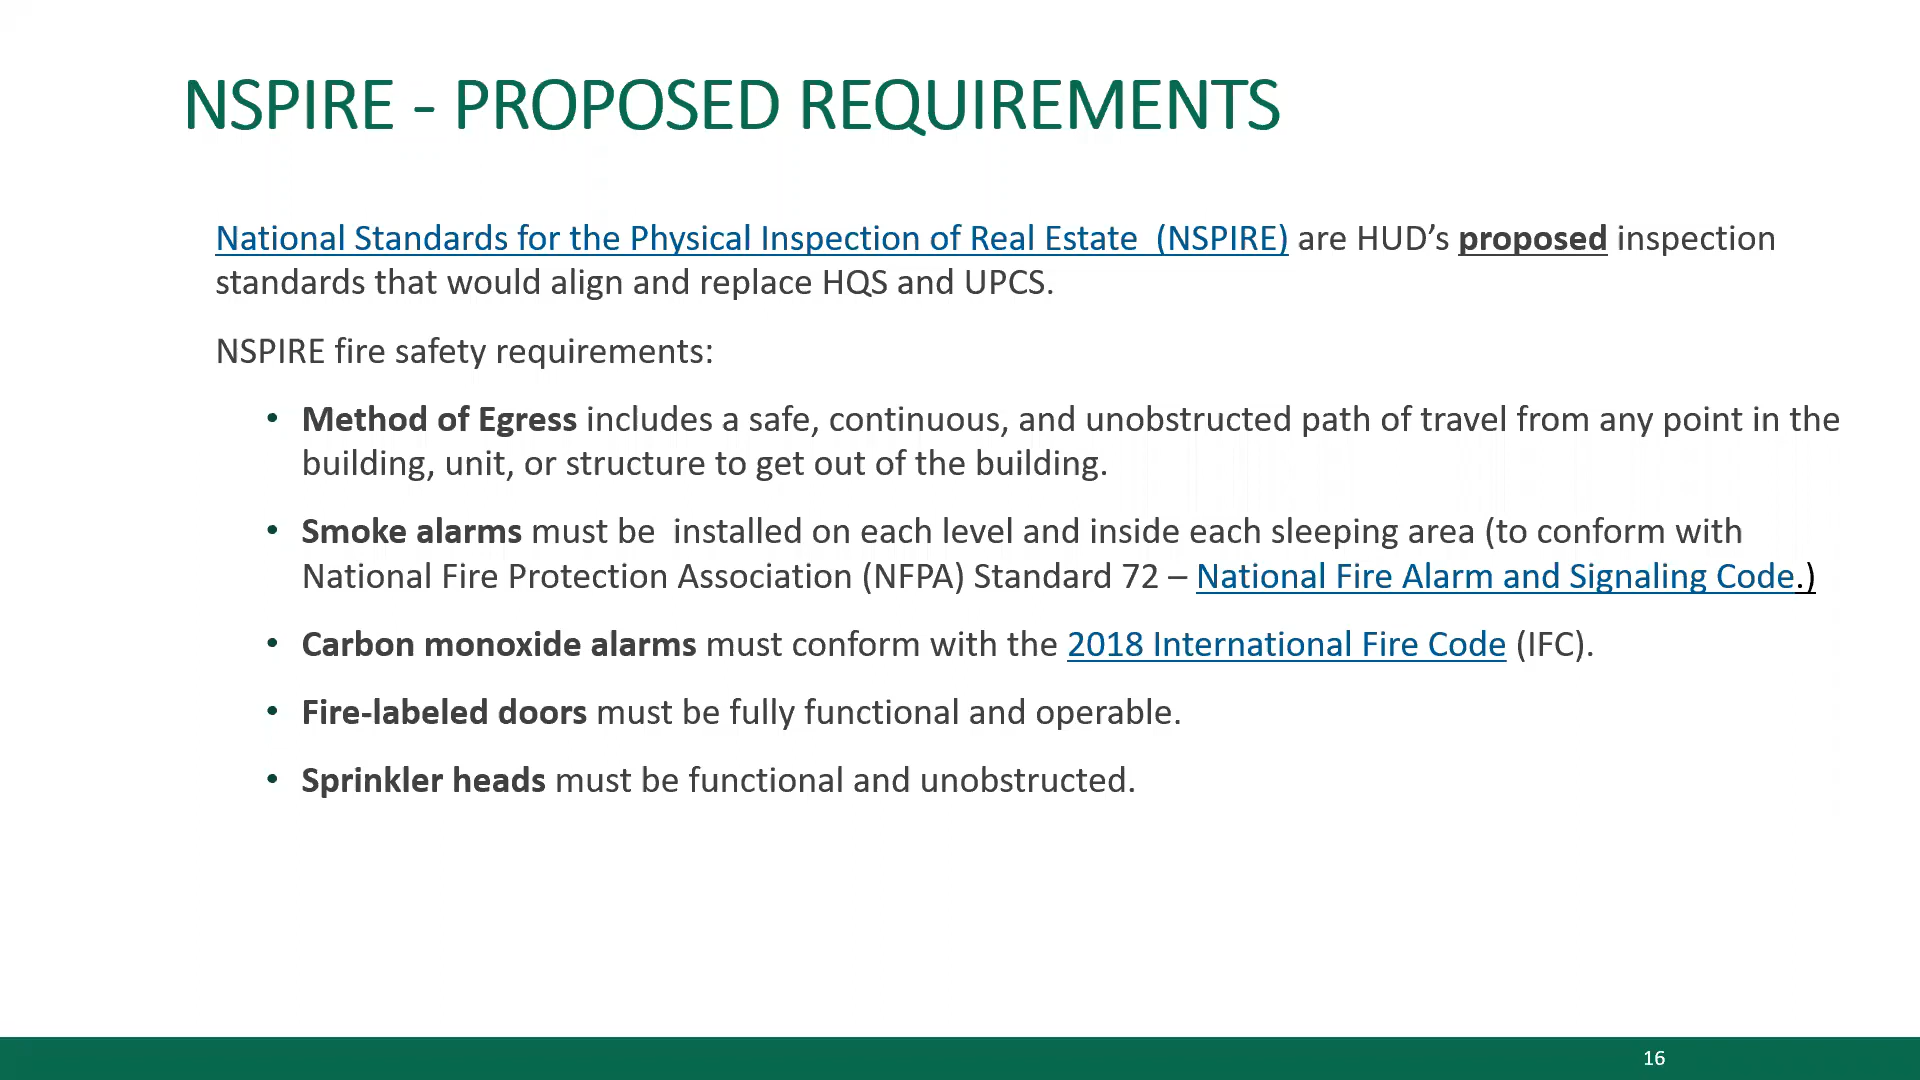 NSPIRE - PROPOSED REQUIREMENTS
National Standards for the Physical Inspection of Real Estate  (NSPIRE) are HUD’s proposed inspection
standards that would align and replace HQS and UPCS.
NSPIRE fire safety requirements:
• Method of Egress includes a safe, continuous, and unobstructed path of travel from any point in the
building, unit, or structure to get out of the building.
• Smoke alarms must be  installed on each level and inside each sleeping area (to conform with
National Fire Protection Association (NFPA) Standard 72 – National Fire Alarm and Signaling Code.)
• Carbon monoxide alarms must conform with the 2018 International Fire Code (IFC).
• Fire-labeled doors must be fully functional and operable.
• Sprinkler heads must be functional and unobstructed.
16